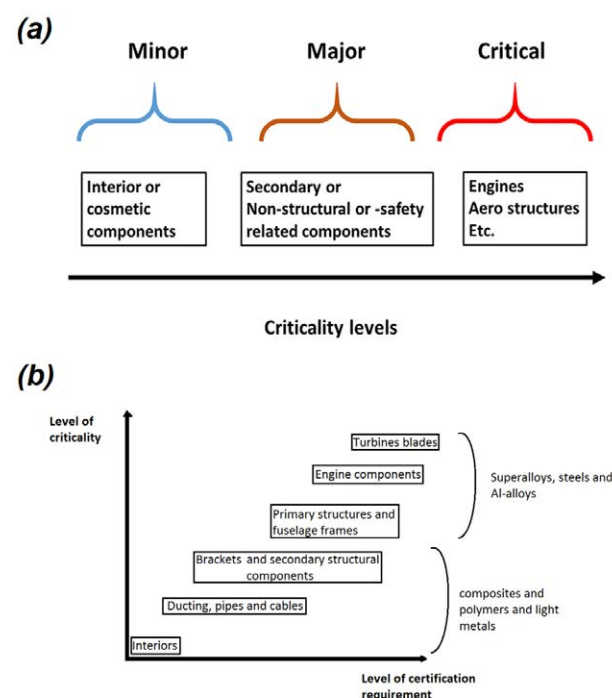 (a)
Minor
Major
Critical
Interior or
cosmetic
components
Secondary or
Non-structural or -safety
related components
Engines
Aero structures
Etc.
Criticality levels
(b)
Level of
criticality
Turbines blades
Engine components
Primary structures and
fuselage frames
Superalloys, steels and
Al-alloys
Brackets and secondary structural
components
Ducting, pipes and cables
Interiors
composites and
polymers and light
metals
Level of certification
requirement